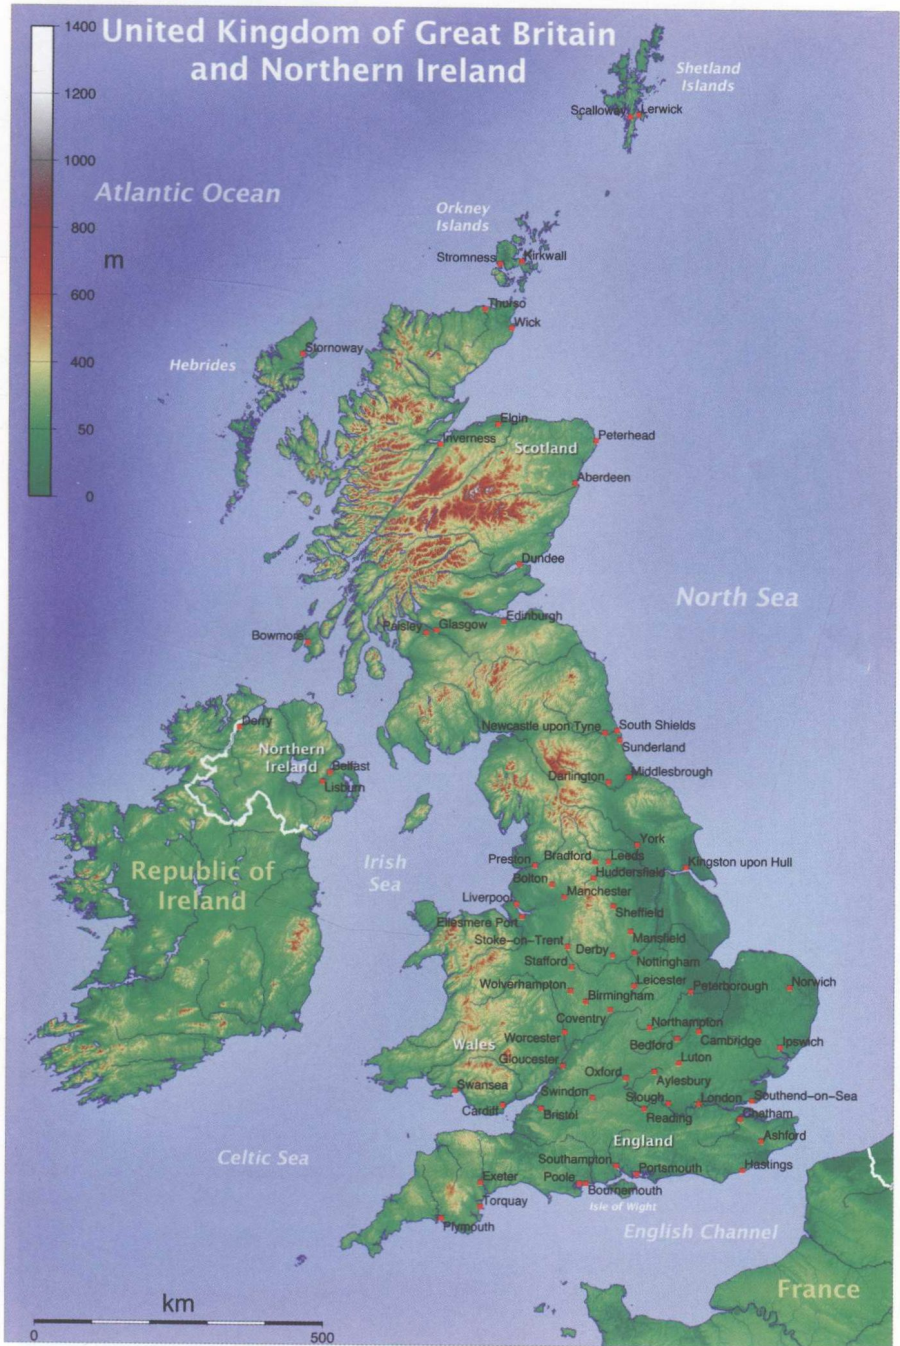 United Kingdom of Great Britain
and Northern Ireland
1400
1200
1000
800
m
600
400
50
0
Shetland
Islands
Scalloway
Lerwick
Atlantic Ocean
Orkney
Islands
Stromness
Kirkwall
Thurso
Wick
Stornoway
Hebrides
Elgin
Inverness
Scotland
Peterhead
Aberdeen
Dundee
North Sea
Edinburgh
Paisley
Glasgow
Bowmore
Derry
Northern
Ireland
Belfast
Lisburn
Newcastle upon Tyne
South Shields
Sunderland
Darlington
Middlesbrough
Republic of
Ireland
Irish
Sea
York
Preston
Bradford
Leeds
Kingston upon Hull
Huddersfield
Bolton
Manchester
Liverpool
Sheffield
Ellesmere Port
Stoke-on-Trent
Mansfield
Derby
Stafford
Nottingham
Wolverhampton
Leicester
Peterborough
Norwich
Birmingham
Coventry
Northampton
Wales
Worcester
Bedford
Cambridge
Ipswich
Gloucester
Luton
Oxford
Aylesbury
Swansea
Swindon
Slough
London
Southend-on-Sea
Cardiff
Bristol
Reading
Chatham
England
Ashford
Celtic Sea
Southampton
Portsmouth
Hastings
Exeter
Poole
Bournemouth
Isle of Wight
Torquay
Plymouth
English Channel
France
km
0
500